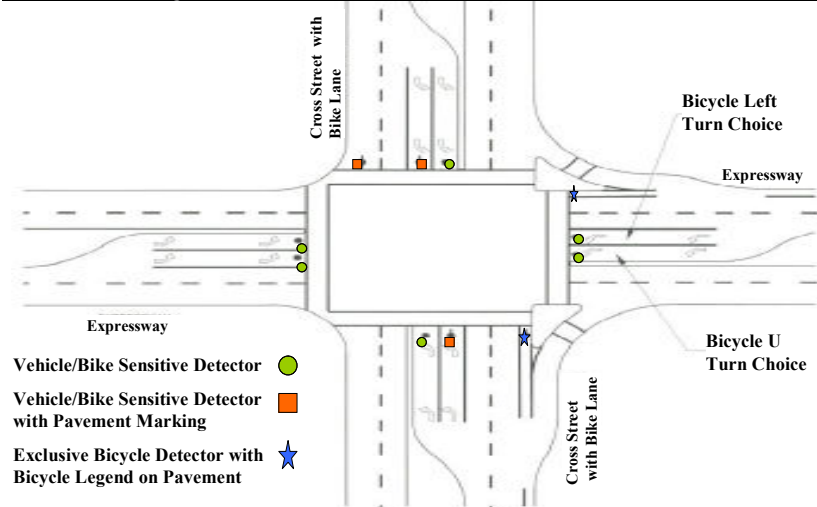 Cross Street with
Bike Lane
Bicycle Left
Turn Choice
Expressway
Expressway
Bicycle U
Turn Choice
Vehicle/Bike Sensitive Detector
Vehicle/Bike Sensitive Detector
with Pavement Marking
Exclusive Bicycle Detector with
Bicycle Legend on Pavement
Cross Street
with Bike Lane